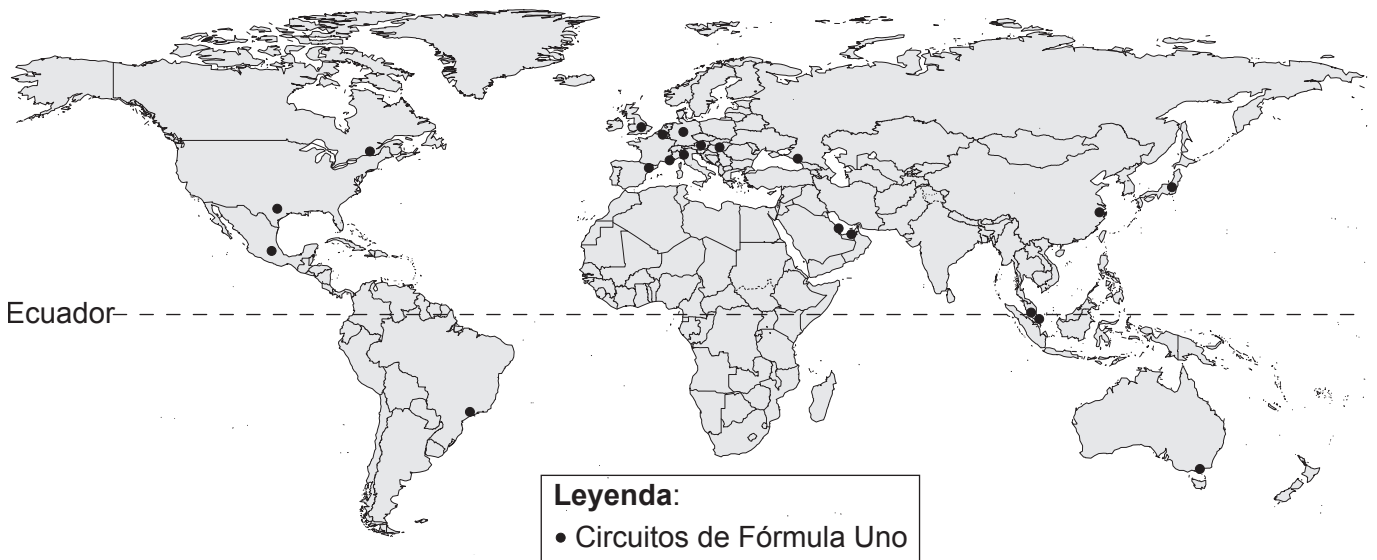 Ecuador
Leyenda:
• Circuitos de Fórmula Uno